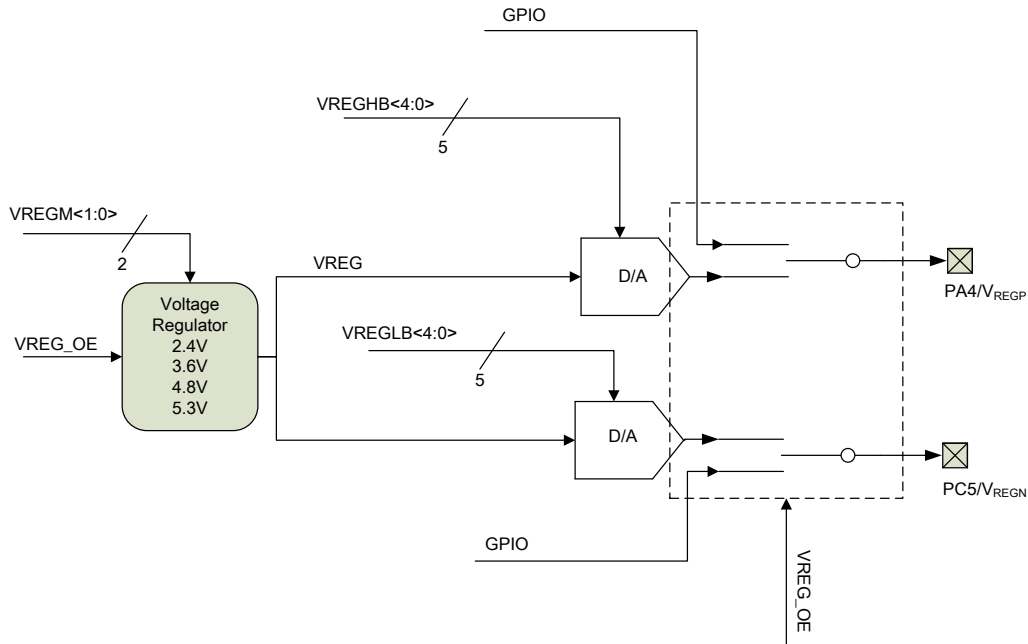 GPIO
VREGHB<4:0>
5
VREGM<1:0>
2
VREG
D/A
PA4/VREGP
Voltage
Regulator
2.4V
3.6V
4.8V
5.3V
VREG_OE
VREGLB<4:0>
5
D/A
PC5/VREGN
GPIO
VREG_OE